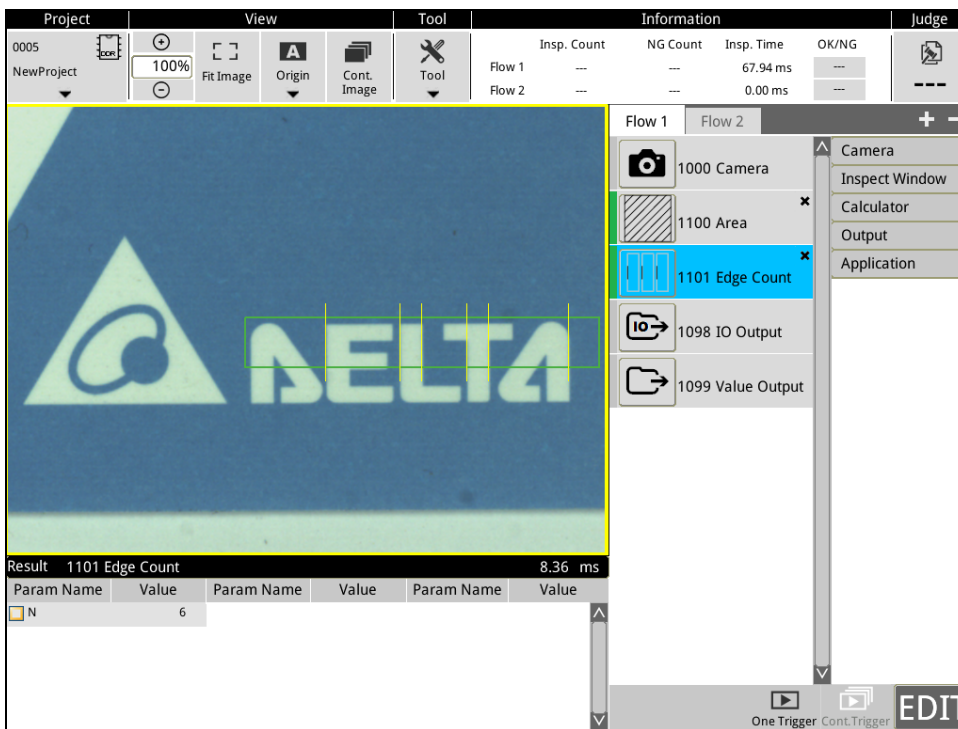 Project View Tool Information Judge
0005
NewProject
DDR
100%
Fit Image
A
Origin
Cont. Image
Tool
Insp. Count NG Count Insp. Time OK/NG
Flow 1 --- --- 67.94 ms ---
Flow 2 --- --- 0.00 ms ---
---
Flow 1 Flow 2
1000 Camera
1100 Area
1101 Edge Count
IO
1098 IO Output
1099 Value Output
Camera
Inspect Window
Calculator
Output
Application
DELTA
Result 1101 Edge Count 8.36 ms
Param Name Value Param Name Value Param Name Value
N 6
One Trigger Cont.Trigger
EDIT